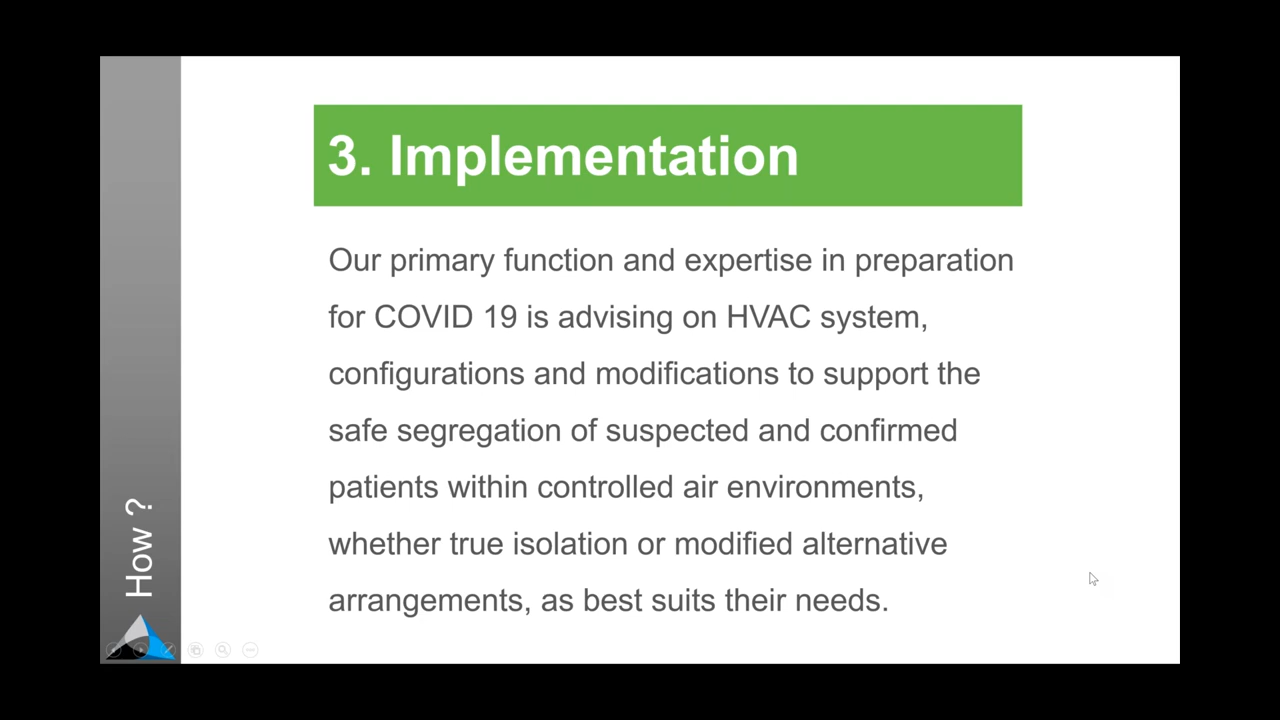 3. Implementation
Our primary function and expertise in preparation
for COVID 19 is advising on HVAC system,
configurations and modifications to support the
safe segregation of suspected and confirmed
patients within controlled air environments,
whether true isolation or modified alternative
arrangements, as best suits their needs.
How ?